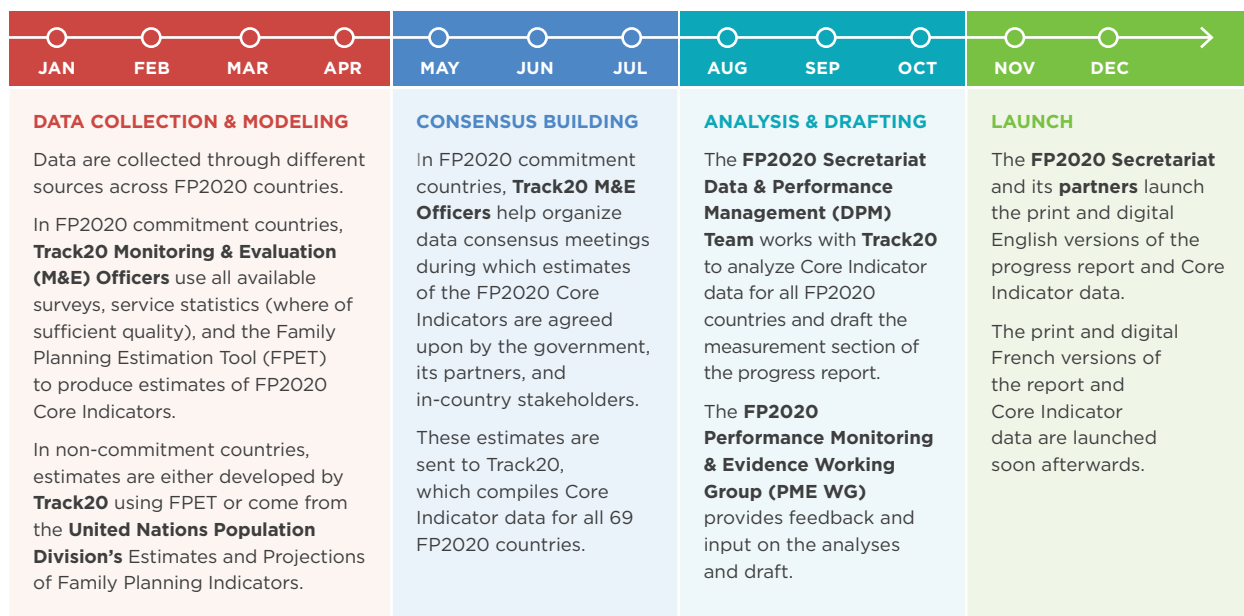 JAN FEB MAR APR MAY JUN JUL AUG SEP OCT NOV DEC
DATA COLLECTION & MODELING
Data are collected through different
sources across FP2020 countries.
In FP2020 commitment countries,
Track20 Monitoring & Evaluation
(M&E) Officers use all available
surveys, service statistics (where of
sufficient quality), and the Family
Planning Estimation Tool (FPET)
to produce estimates of FP2020
Core Indicators.
In non-commitment countries,
estimates are either developed by
Track20 using FPET or come from
the United Nations Population
Division's Estimates and Projections
of Family Planning Indicators.
CONSENSUS BUILDING
In FP2020 commitment
countries, Track20 M&E
Officers help organize
data consensus meetings
during which estimates
of the FP2020 Core
Indicators are agreed
upon by the government,
its partners, and
in-country stakeholders.
These estimates are
sent to Track20,
which compiles Core
Indicator data for all 69
FP2020 countries.
ANALYSIS & DRAFTING
The FP2020 Secretariat
Data & Performance
Management (DPM)
Team works with Track20
to analyze Core Indicator
data for all FP2020
countries and draft the
measurement section of
the progress report.
The FP2020
Performance Monitoring
& Evidence Working
Group (PME WG)
provides feedback and
input on the analyses
and draft.
LAUNCH
The FP2020 Secretariat
and its partners launch
the print and digital
English versions of the
progress report and Core
Indicator data.
The print and digital
French versions of
the report and
Core Indicator
data are launched
soon afterwards.